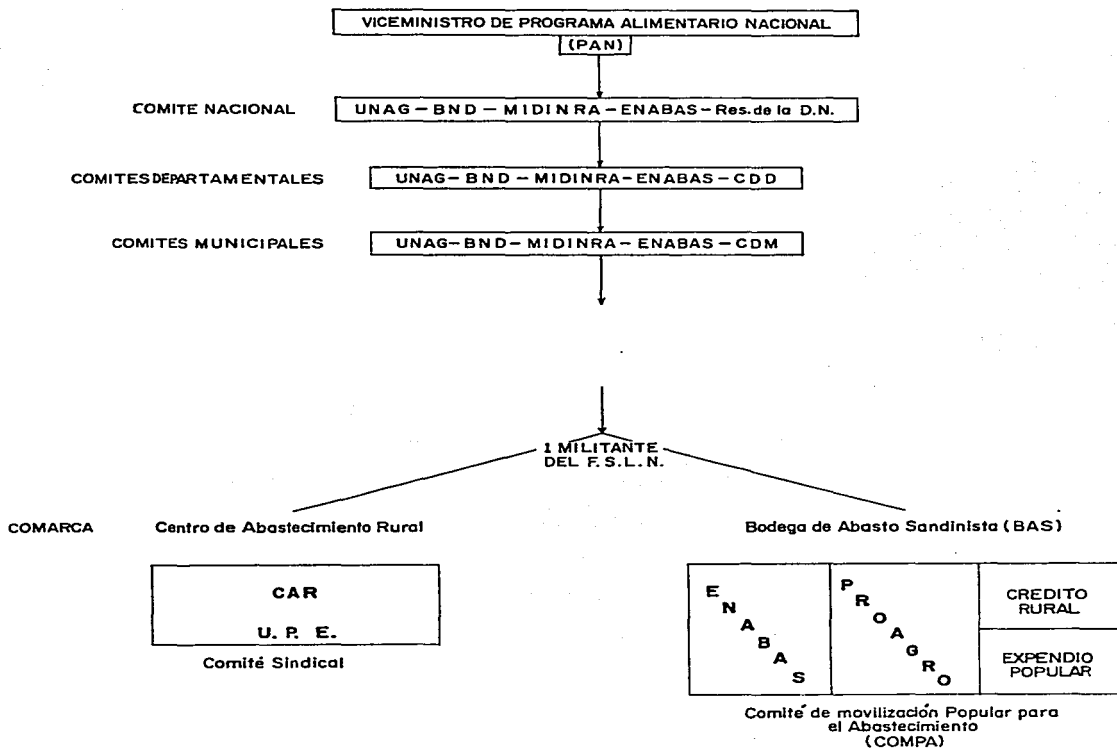 VICEMINISTRO DE PROGRAMA ALIMENTARIO NACIONAL
(PAN)
COMITE NACIONAL
UNAG-BND-MIDINRA-ENABAS-Res. de la D.N.
COMITES DEPARTAMENTALES
UNAG-BND-MIDINRA-ENABAS-CDD
COMITES MUNICIPALES
UNAG-BND-MIDINRA-ENABAS-CDM
1 MILITANTE
DEL F.S.L.N.
COMARCA
Centro de Abastecimiento Rural
Bodega de Abasto Sandinista (BAS)
CAR
U. P. E.
Comité Sindical
ENABAS
PROAGRO
CREDITO
RURAL
EXPENDIO
POPULAR
Comité de movilización Popular para
el Abastecimiento
(COMPA)